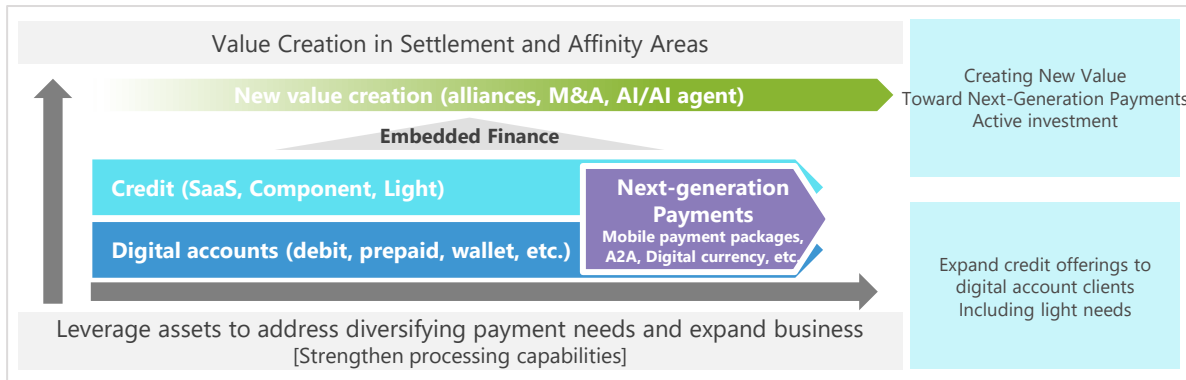 Value Creation in Settlement and Affinity Areas
New value creation (alliances, M&A, AI/AI agent)
Embedded Finance
Credit (SaaS, Component, Light)
Digital accounts (debit, prepaid, wallet, etc.)
Next-generation
Payments
Mobile payment packages,
A2A, Digital currency, etc.
Leverage assets to address diversifying payment needs and expand business
[Strengthen processing capabilities]
Creating New Value
Toward Next-Generation Payments
Active investment
Expand credit offerings to
digital account clients
Including light needs